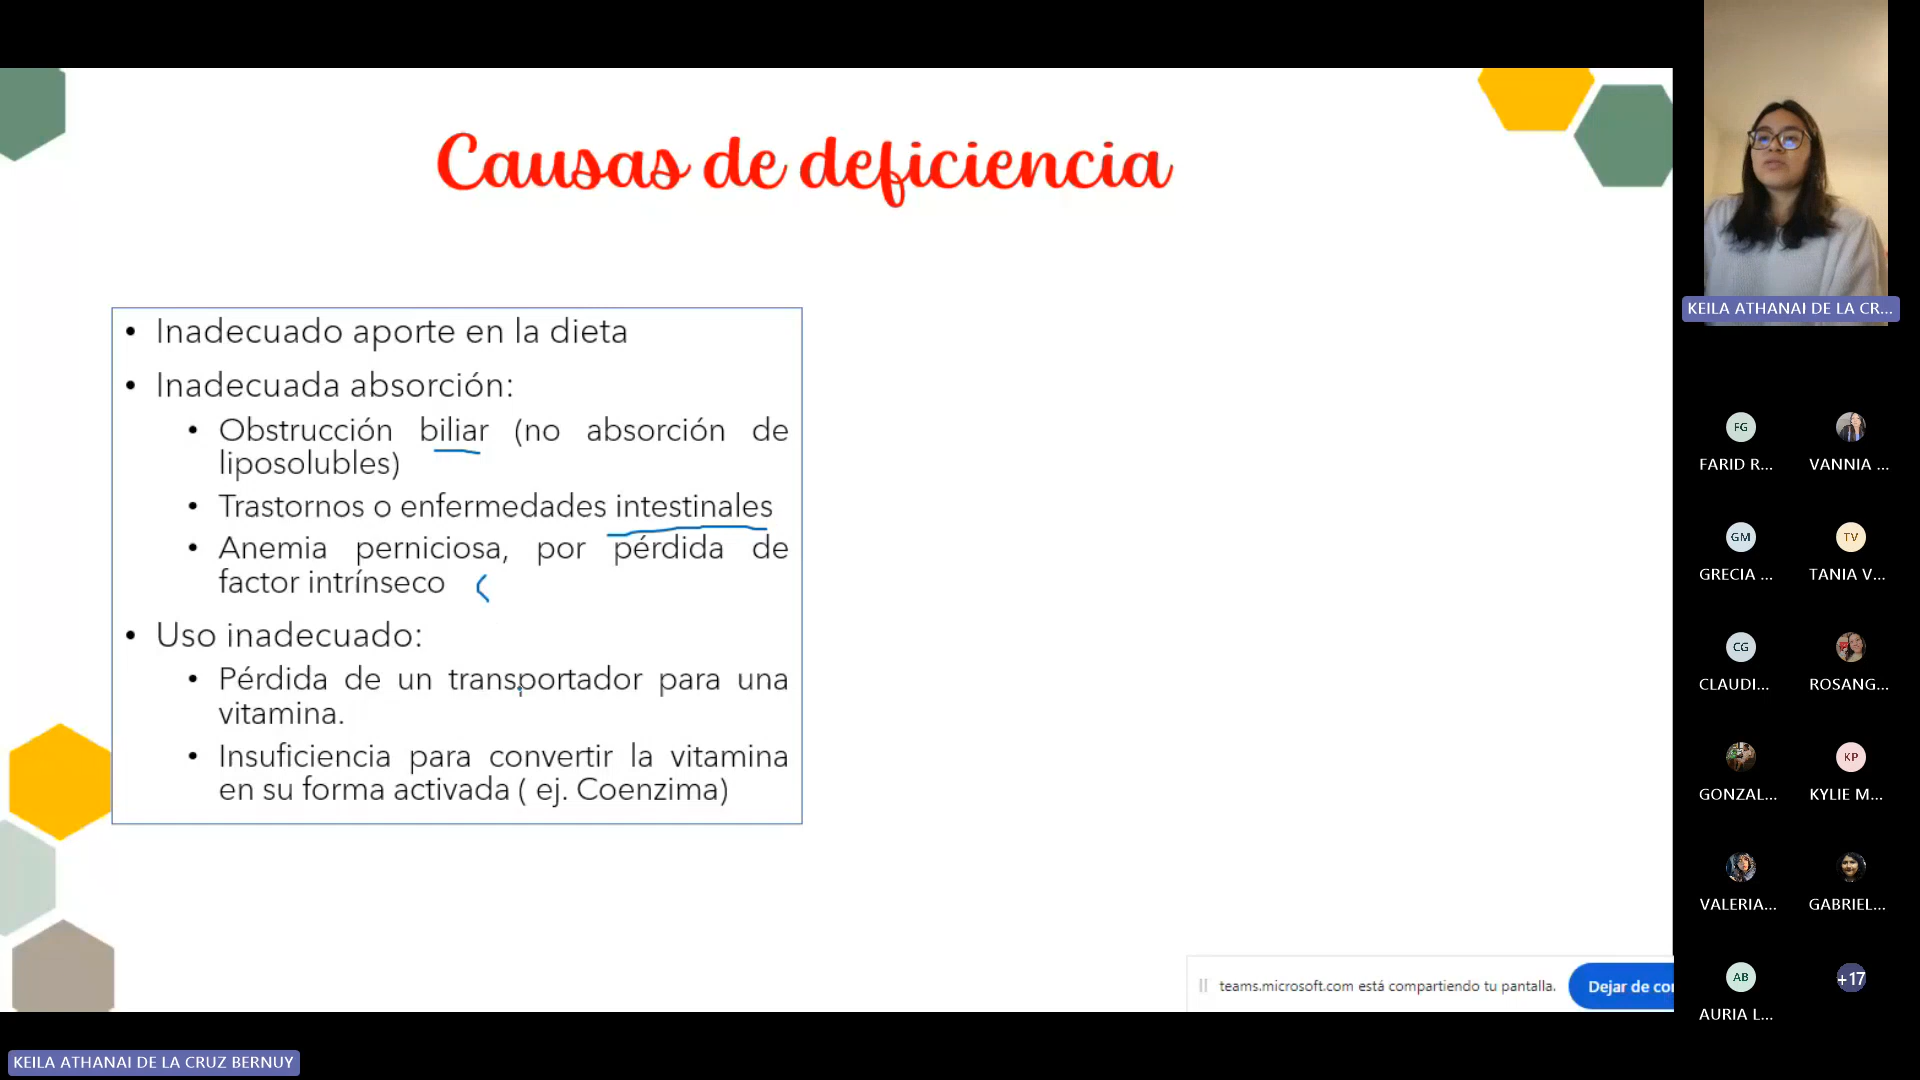 Causas de deficiencia
• Inadecuado aporte en la dieta
• Inadecuada absorción:
• Obstrucción biliar (no absorción de
liposolubles)
• Trastornos o enfermedades intestinales
• Anemia perniciosa, por pérdida de
factor intrínseco
• Uso inadecuado:
• Pérdida de un transportador para una
vitamina.
• Insuficiencia para convertir la vitamina
en su forma activada ( ej. Coenzima)
teams.microsoft.com está compartiendo tu pantalla.
Dejar de co
KEILA ATHANAI DE LA CRUZ BERNUY
KEILA ATHANAI DE LA CR...
FG
FARID R...
VANNIA ...
GM
GRECIA ...
TV
TANIA V...
CG
CLAUDI...
ROSANG...
GONZAL...
KP
KYLIE M...
VALERIA...
GABRIEL...
AB
AURIA L...
+17